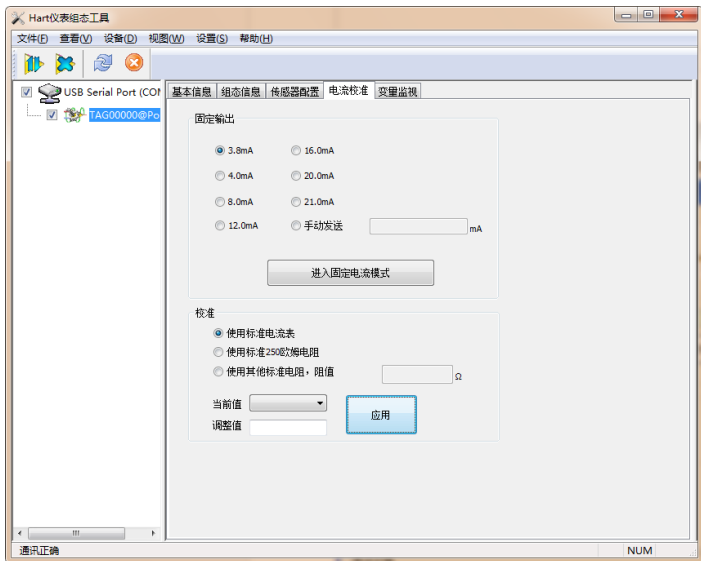 Hart仪表组态工具
文件(F) 查看(V) 设备(D) 视图(W) 设置(S) 帮助(H)
USB Serial Port (CO
TAG00000@Po
基本信息 组态信息 传感器配置 电流校准 变量监视
固定输出
3.8mA 16.0mA
4.0mA 20.0mA
8.0mA 21.0mA
12.0mA 手动发送 mA
进入固定电流模式
校准
使用标准电流表
使用标准250欧姆电阻
使用其他标准电阻，阻值 Ω
当前值
应用
调整值
通讯正确 NUM